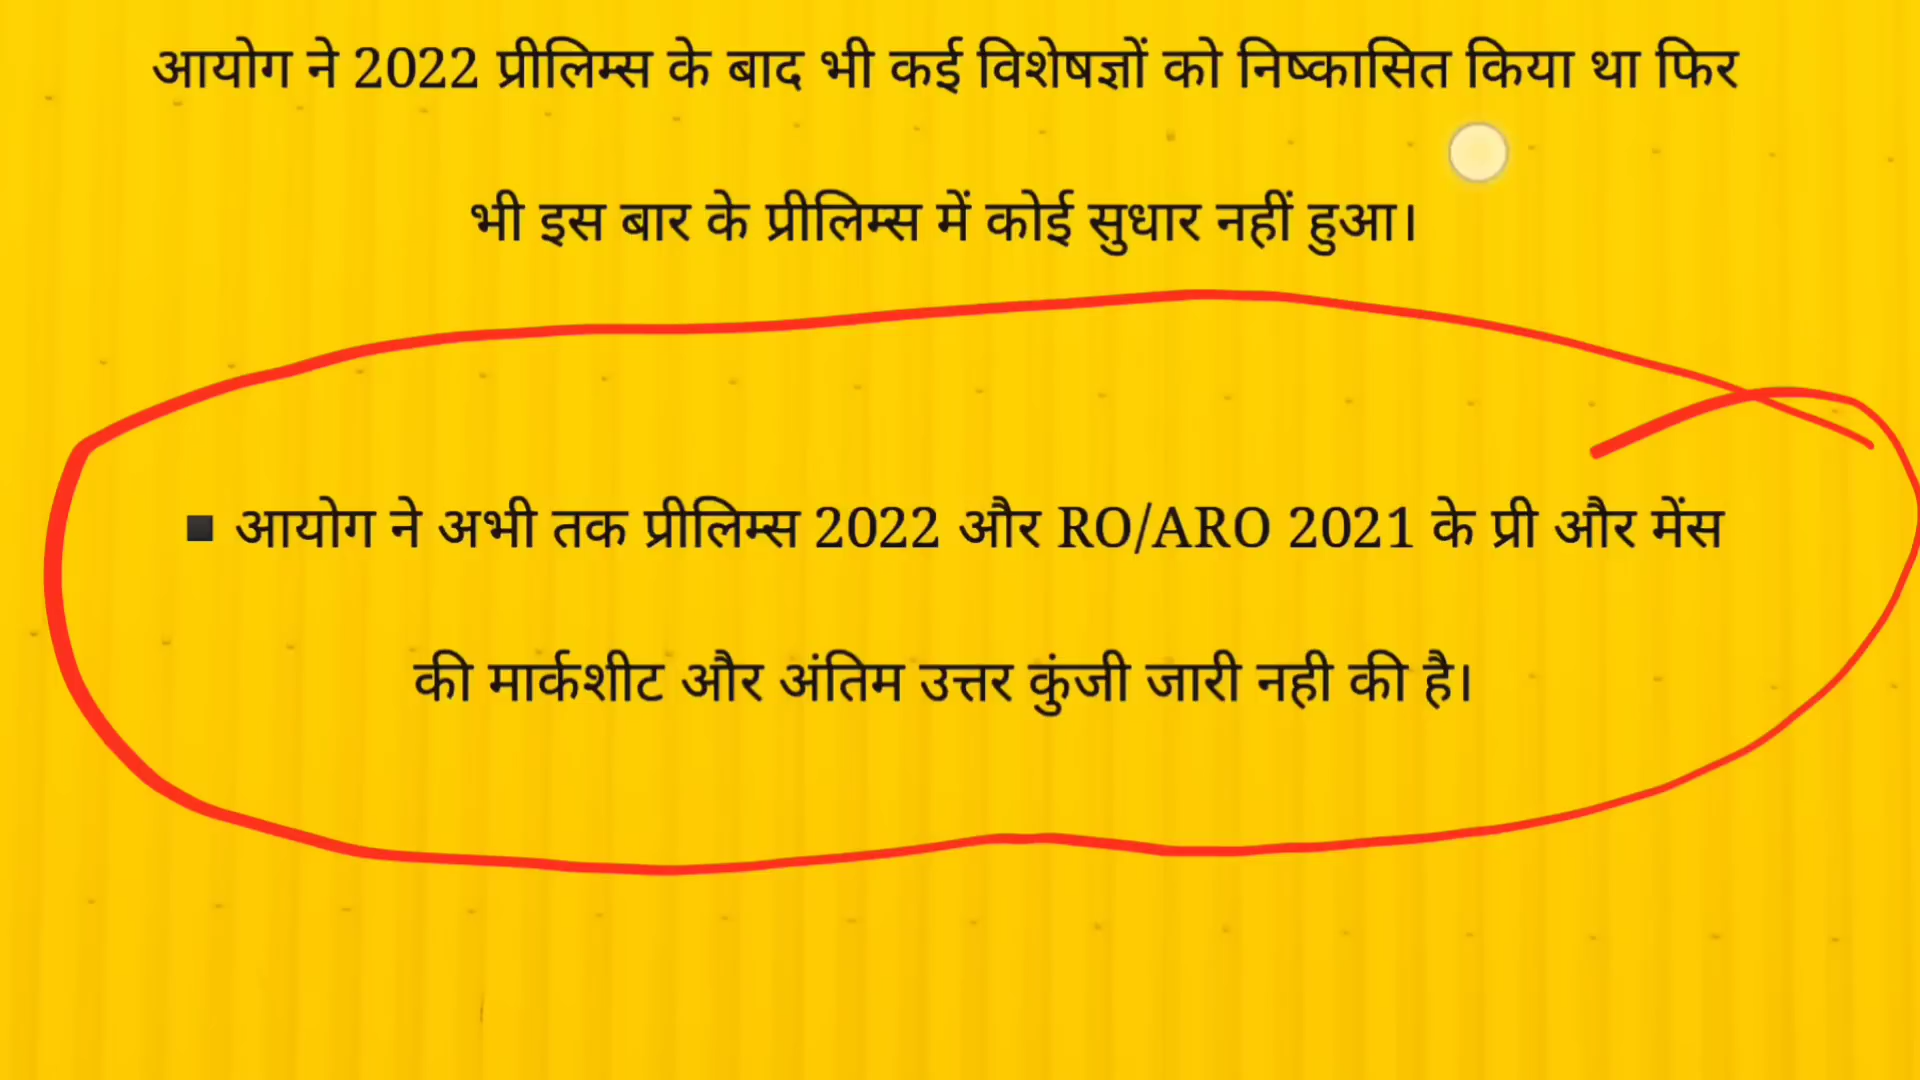 आयोग ने 2022 प्रीलिम्स के बाद भी कई विशेषज्ञों को निष्कासित किया था फिर
भी इस बार के प्रीलिम्स में कोई सुधार नहीं हुआ।
▪ आयोग ने अभी तक प्रीलिम्स 2022 और RO/ARO 2021 के प्री और मेंस
की मार्कशीट और अंतिम उत्तर कुंजी जारी नही की है।